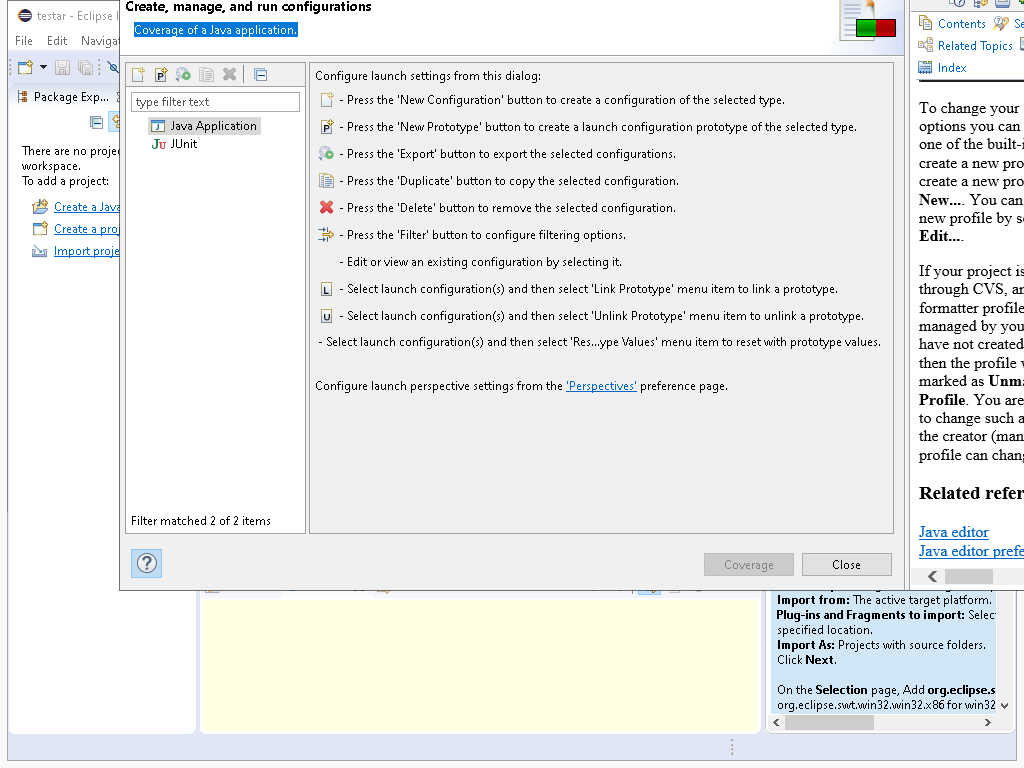 testar - Eclipse I
File Edit Naviga
Package Exp...
There are no proje
workspace.
To add a project:
Create a Java
Create a proj
Import proje
Create, manage, and run configurations
Coverage of a Java application.
type filter text
Java Application
JUnit
Filter matched 2 of 2 items
Configure launch settings from this dialog:
- Press the 'New Configuration' button to create a configuration of the selected type.
- Press the 'New Prototype' button to create a launch configuration prototype of the selected type.
- Press the 'Export' button to export the selected configurations.
- Press the 'Duplicate' button to copy the selected configuration.
- Press the 'Delete' button to remove the selected configuration.
- Press the 'Filter' button to configure filtering options.
- Edit or view an existing configuration by selecting it.
- Select launch configuration(s) and then select 'Link Prototype' menu item to link a prototype.
- Select launch configuration(s) and then select 'Unlink Prototype' menu item to unlink a prototype.
- Select launch configuration(s) and then select 'Res...ype Values' menu item to reset with prototype values.
Configure launch perspective settings from the 'Perspectives' preference page.
Coverage Close
Contents Se
Related Topics
Index
To change your
options you can
one of the built-i
create a new pro
create a new pro
New.... You can
new profile by se
Edit....
If your project is
through CVS, an
formatter profile
managed by you
have not created
then the profile w
marked as Unma
Profile. You are
to change such a
the creator (man
profile can chang
Related refer
Java editor
Java editor prefe
Import from: The active target platform.
Plug-ins and Fragments to import: Selec
specified location.
Import As: Projects with source folders.
Click Next.
On the Selection page, Add org.eclipse.s
org.eclipse.swt.win32.win32.x86 for win32